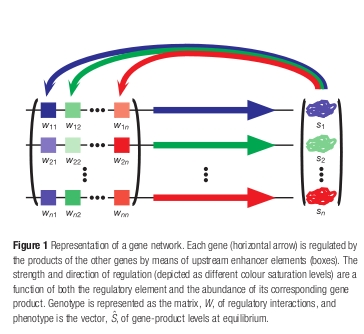 w11 w12 w1n s1
w21 w22 w2n s2
wn1 wn2 wnn sn
Figure 1 Representation of a gene network. Each gene (horizontal arrow) is regulated by
the products of the other genes by means of upstream enhancer elements (boxes). The
strength and direction of regulation (depicted as different colour saturation levels) are a
function of both the regulatory element and the abundance of its corresponding gene
product. Genotype is represented as the matrix, W, of regulatory interactions, and
phenotype is the vector, Ŝ, of gene-product levels at equilibrium.